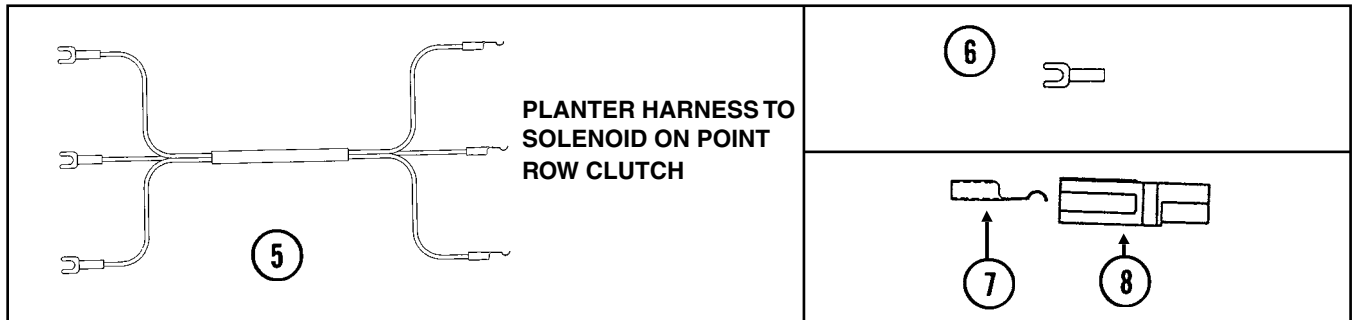 5
PLANTER HARNESS TO
SOLENOID ON POINT
ROW CLUTCH
6
7
8